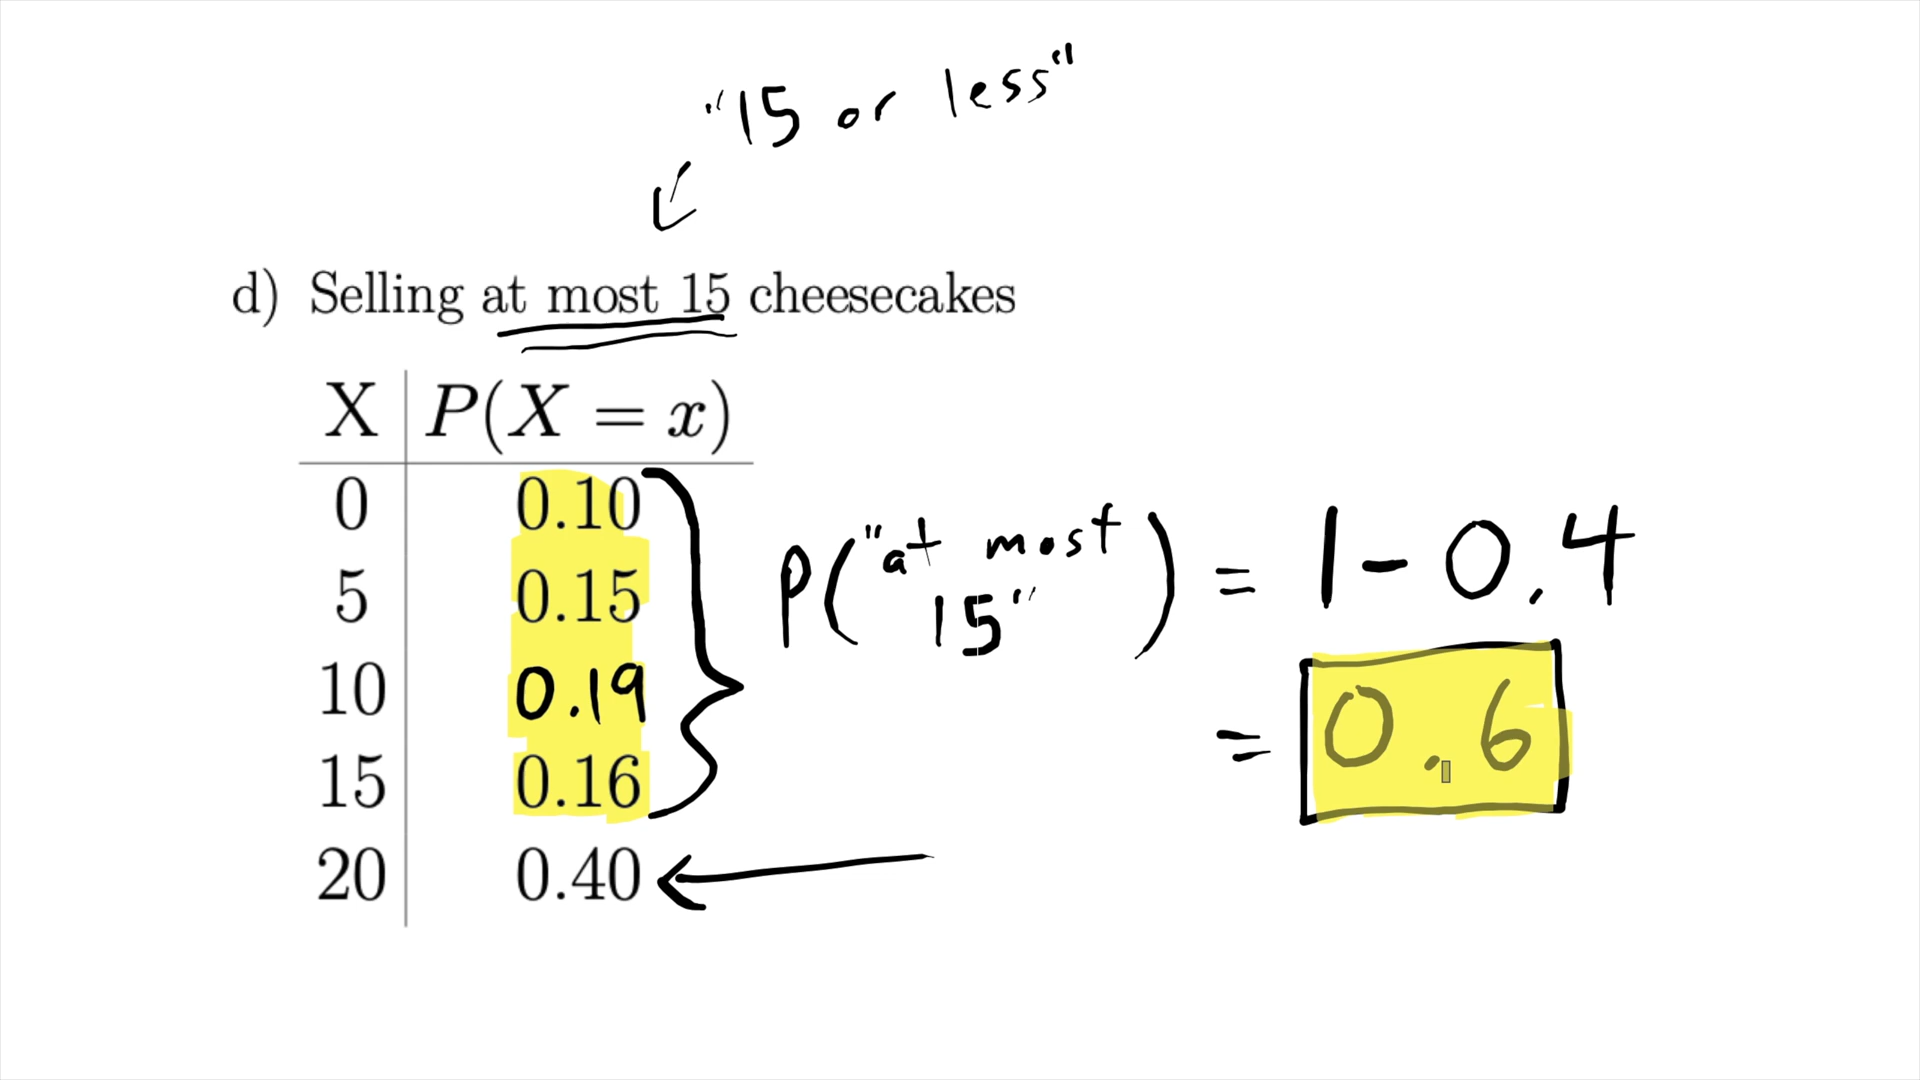 "15 or less"
d) Selling at most 15 cheesecakes
X P(X = x)
0 0.10
5 0.15
10 0.19
15 0.16
20 0.40
P("at most 15") = 1 - 0.4
= 0.6